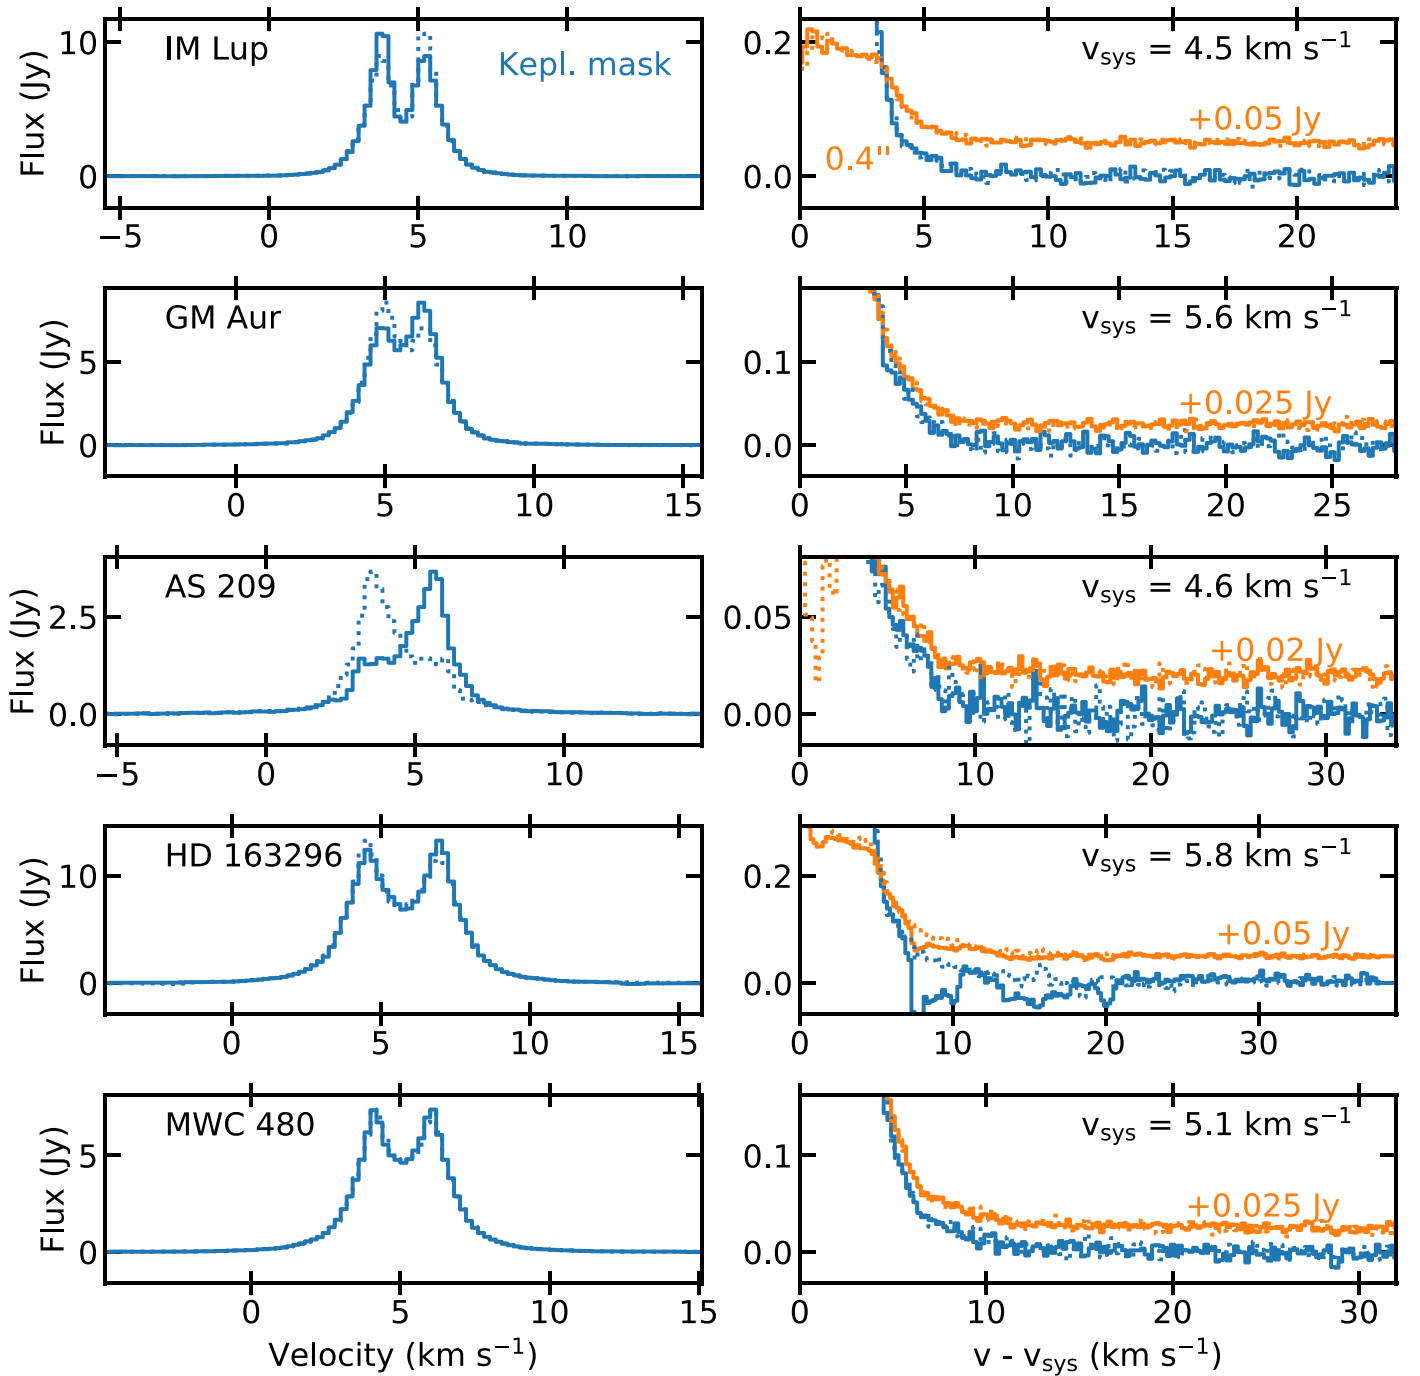 Flux (Jy)
10
0
IM Lup
Kepl. mask
−5 0 5 10
0.2
0.0
v_sys = 4.5 km s⁻¹
+0.05 Jy
0.4"
0 5 10 15 20
Flux (Jy)
5
0
GM Aur
0 5 10 15
0.1
0.0
v_sys = 5.6 km s⁻¹
+0.025 Jy
0 5 10 15 20 25
Flux (Jy)
2.5
0.0
AS 209
−5 0 5 10
0.05
0.00
v_sys = 4.6 km s⁻¹
+0.02 Jy
0 10 20 30
Flux (Jy)
10
0
HD 163296
0 5 10 15
0.2
0.0
v_sys = 5.8 km s⁻¹
+0.05 Jy
0 10 20 30
Flux (Jy)
5
0
MWC 480
0 5 10 15
Velocity (km s⁻¹)
0.1
0.0
v_sys = 5.1 km s⁻¹
+0.025 Jy
0 10 20 30
v - v_sys (km s⁻¹)